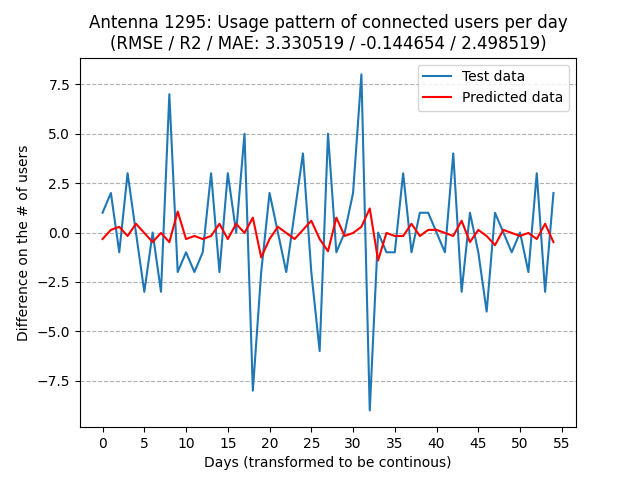 Antenna 1295: Usage pattern of connected users per day
(RMSE / R2 / MAE: 3.330519 / -0.144654 / 2.498519)
Test data
Predicted data
7.5
5.0
2.5
0.0
−2.5
−5.0
−7.5
Difference on the # of users
0 5 10 15 20 25 30 35 40 45 50 55
Days (transformed to be continous)